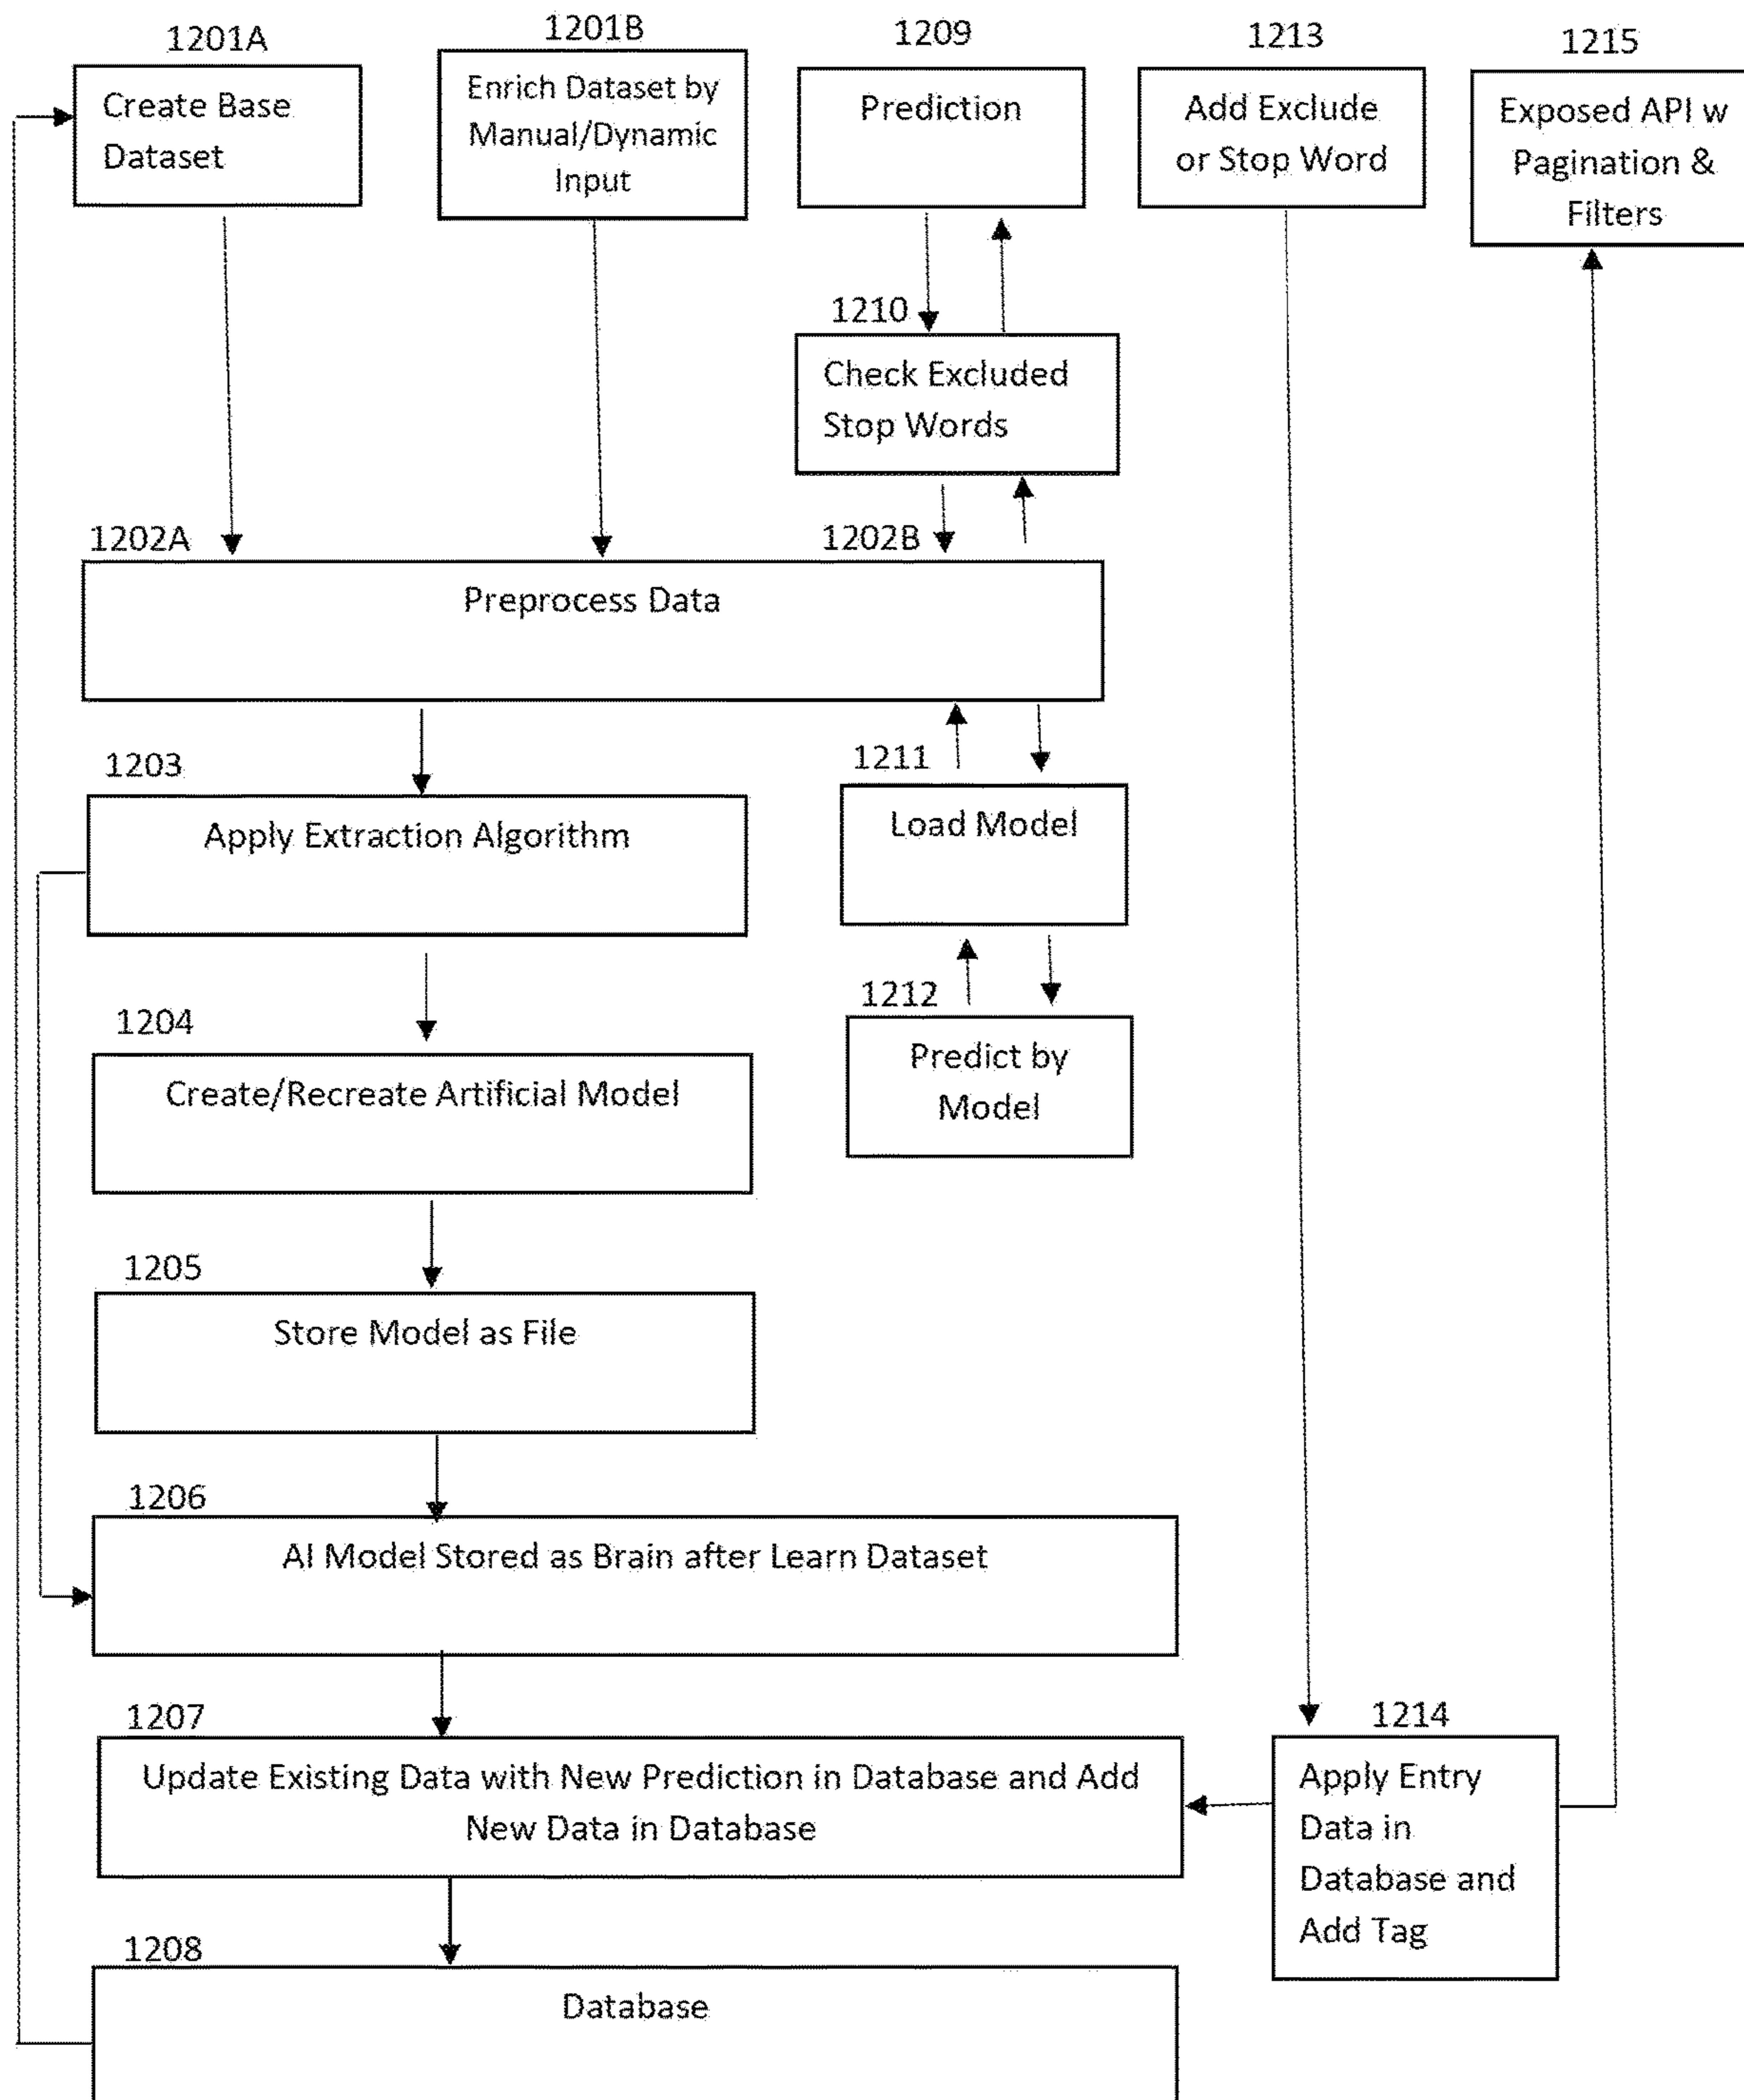 1201A
1201B
1209
1213
1215
Create Base
Dataset
Enrich Dataset by
Manual/Dynamic
Input
Prediction
Add Exclude
or Stop Word
Exposed API w
Pagination &
Filters
1210
Check Excluded
Stop Words
1202A
1202B
Preprocess Data
1203
Apply Extraction Algorithm
1211
Load Model
1204
Create/Recreate Artificial Model
1212
Predict by
Model
1205
Store Model as File
1206
AI Model Stored as Brain after Learn Dataset
1207
Update Existing Data with New Prediction in Database and Add
New Data in Database
1214
Apply Entry
Data in
Database and
Add Tag
1208
Database